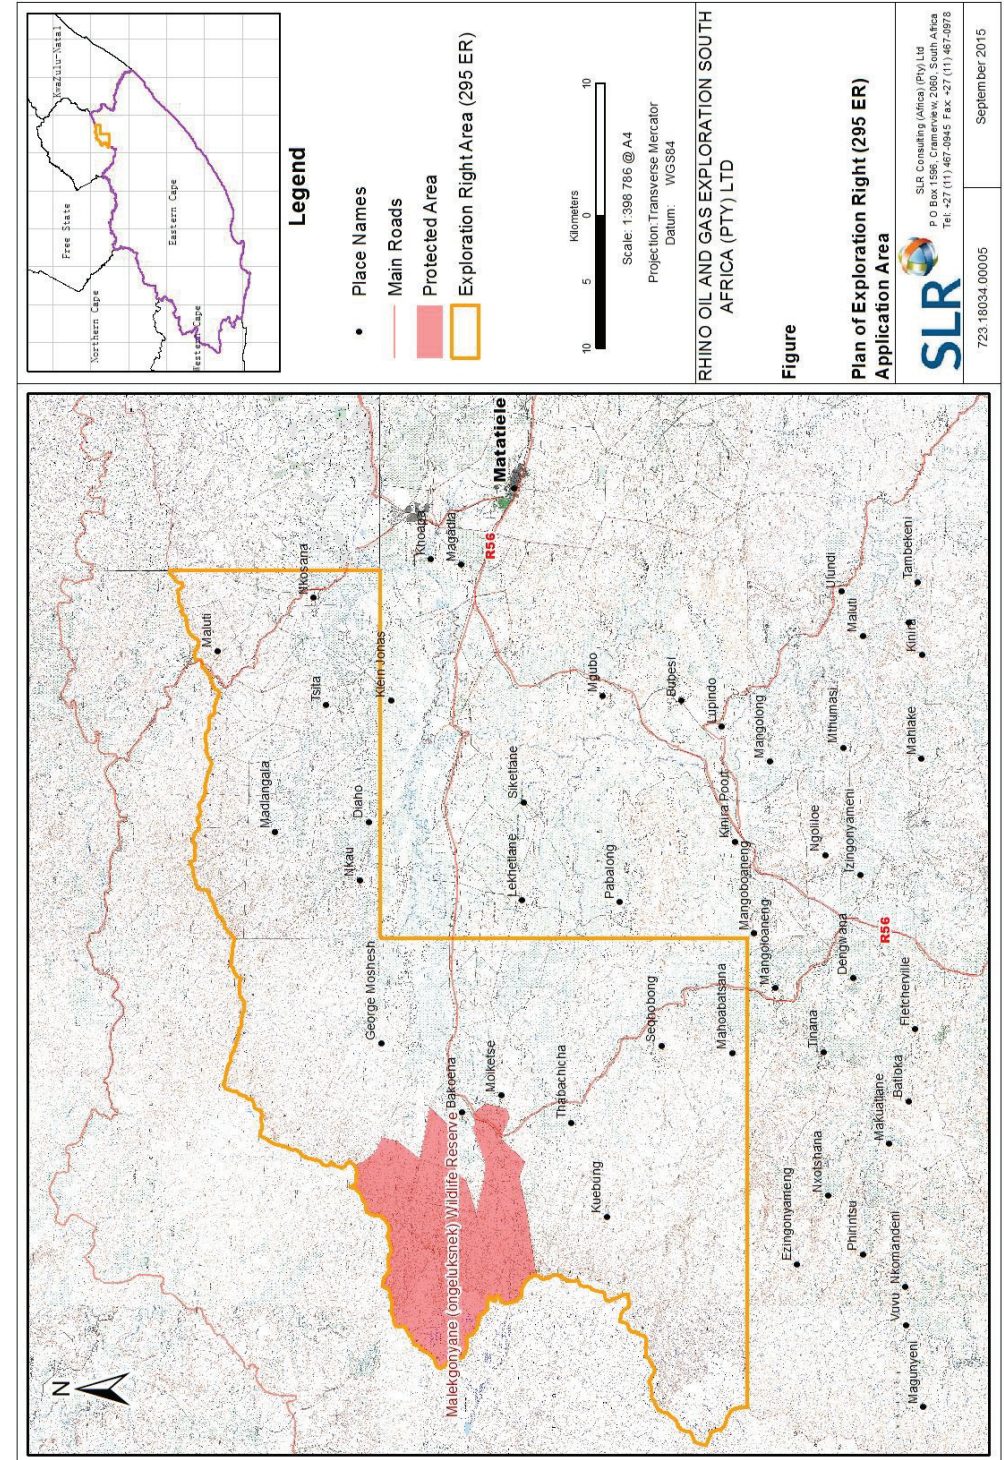 N
Maluti
Nkosana
Tsita
Klein Jonas
Madlangala
Diaho
Nkau
George Moshesh
Khoapa
Magadla
R56
Matatiele
Malekgonyane (ongeluksnek) Wildlife Reserve
Bakoena
Moiketse
Thabachicha
Kuebung
Seqhobong
Mahoabatsana
Lekhetlane
Siketlane
Pabalong
Mgubo
Bubesi
Lupindo
Mangolong
Kinira Poort
Mangoboaneng
Mangoloaneng
Ulundi
Maluti
Tambekeni
Kinira
Mthumasi
Mahlake
Ngoliloe
Izingonyameni
Dengwana
R56
Fletcherville
Tinana
Batloka
Makuatlane
Nxotshana
Ezingonyameng
Phirintsu
Nkomandeni
Vuvu
Magunyeni
KwaZulu-Natal
Free State
Northern Cape
Eastern Cape
Western Cape
Legend
Place Names
Main Roads
Protected Area
Exploration Right Area (295 ER)
Kilometers
10 5 0 10
Scale: 1:398 786 @ A4
Projection:Transverse Mercator
Datum: WGS84
RHINO OIL AND GAS EXPLORATION SOUTH
AFRICA (PTY) LTD
Figure
Plan of Exploration Right (295 ER)
Application Area
SLR
SLR Consulting (Africa) (Pty) Ltd
P O Box 1596, Cramerview, 2060, South Africa
Tel: +27 (11) 467-0945 Fax: +27 (11) 467-0978
723.18034.00005
September 2015